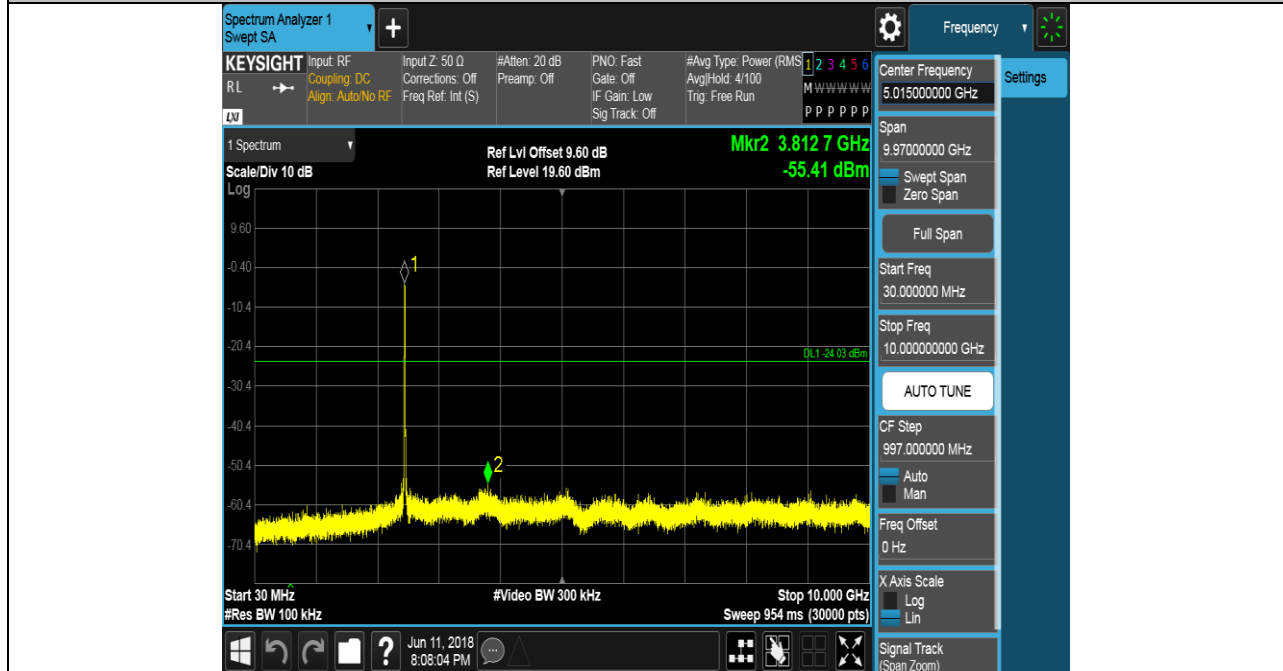 Spectrum Analyzer 1
Swept SA
+
Frequency
KEYSIGHT
RL
LXI
Input: RF
Coupling: DC
Align: Auto/No RF
Input Z: 50 Ω
Corrections: Off
Freq Ref: Int (S)
#Atten: 20 dB
Preamp: Off
PNO: Fast
Gate: Off
IF Gain: Low
Sig Track: Off
#Avg Type: Power (RMS
Avg|Hold: 4/100
Trig: Free Run
1 2 3 4 5 6
M W W W W W
P P P P P P
1 Spectrum
Scale/Div 10 dB
Log
Ref Lvl Offset 9.60 dB
Ref Level 19.60 dBm
Mkr2 3.812 7 GHz
-55.41 dBm
9.60
-0.40
-10.4
-20.4
-30.4
-40.4
-50.4
-60.4
-70.4
1
2
DL1 -24.03 dBm
Start 30 MHz
#Res BW 100 kHz
#Video BW 300 kHz
Stop 10.000 GHz
Sweep 954 ms (30000 pts)
Center Frequency
5.015000000 GHz
Span
9.97000000 GHz
Swept Span
Zero Span
Full Span
Start Freq
30.000000 MHz
Stop Freq
10.000000000 GHz
AUTO TUNE
CF Step
997.000000 MHz
Auto
Man
Freq Offset
0 Hz
X Axis Scale
Log
Lin
Signal Track
(Span Zoom)
Settings
?
Jun 11, 2018
8:08:04 PM